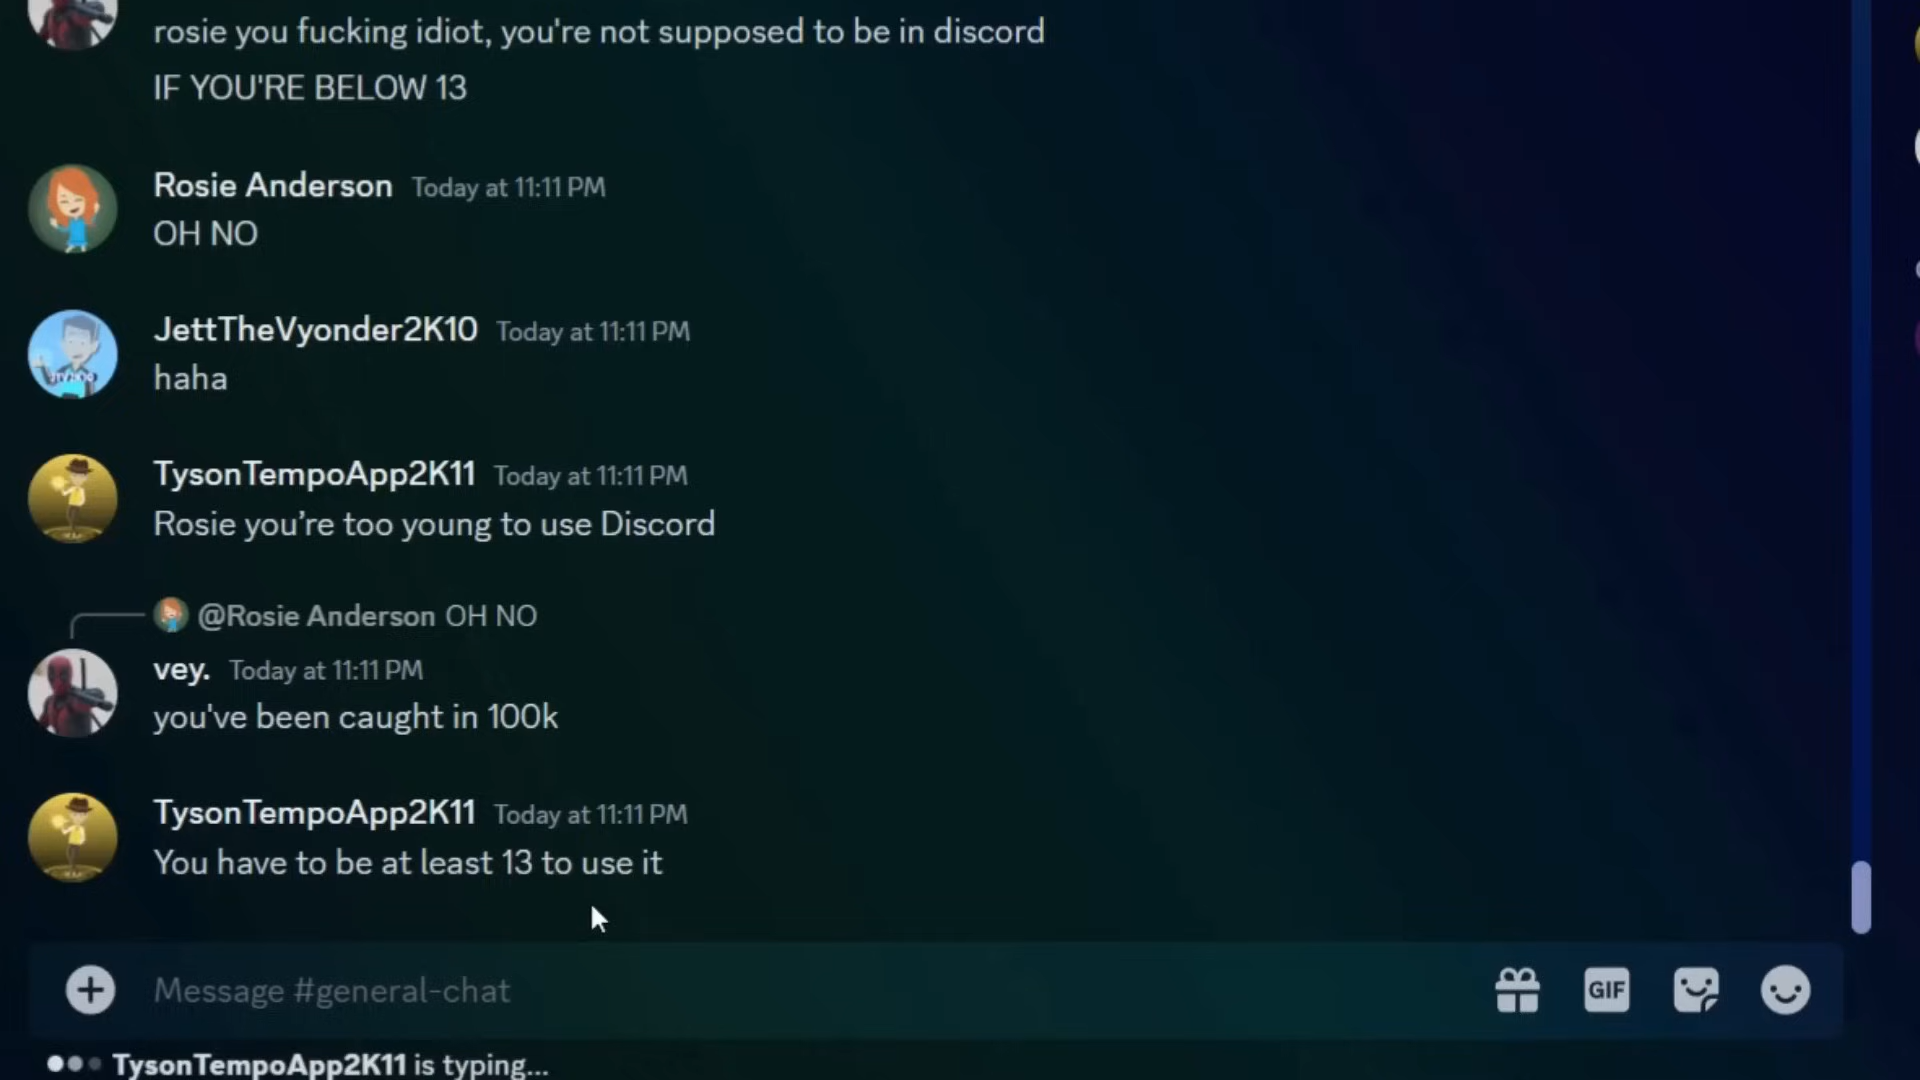 rosie you fucking idiot, you're not supposed to be in discord
IF YOU'RE BELOW 13
Rosie Anderson Today at 11:11 PM
OH NO
JettTheVyonder2K10 Today at 11:11 PM
haha
TysonTempoApp2K11 Today at 11:11 PM
Rosie you’re too young to use Discord
@Rosie Anderson OH NO
vey. Today at 11:11 PM
you've been caught in 100k
TysonTempoApp2K11 Today at 11:11 PM
You have to be at least 13 to use it
Message #general-chat
GIF
TysonTempoApp2K11 is typing...